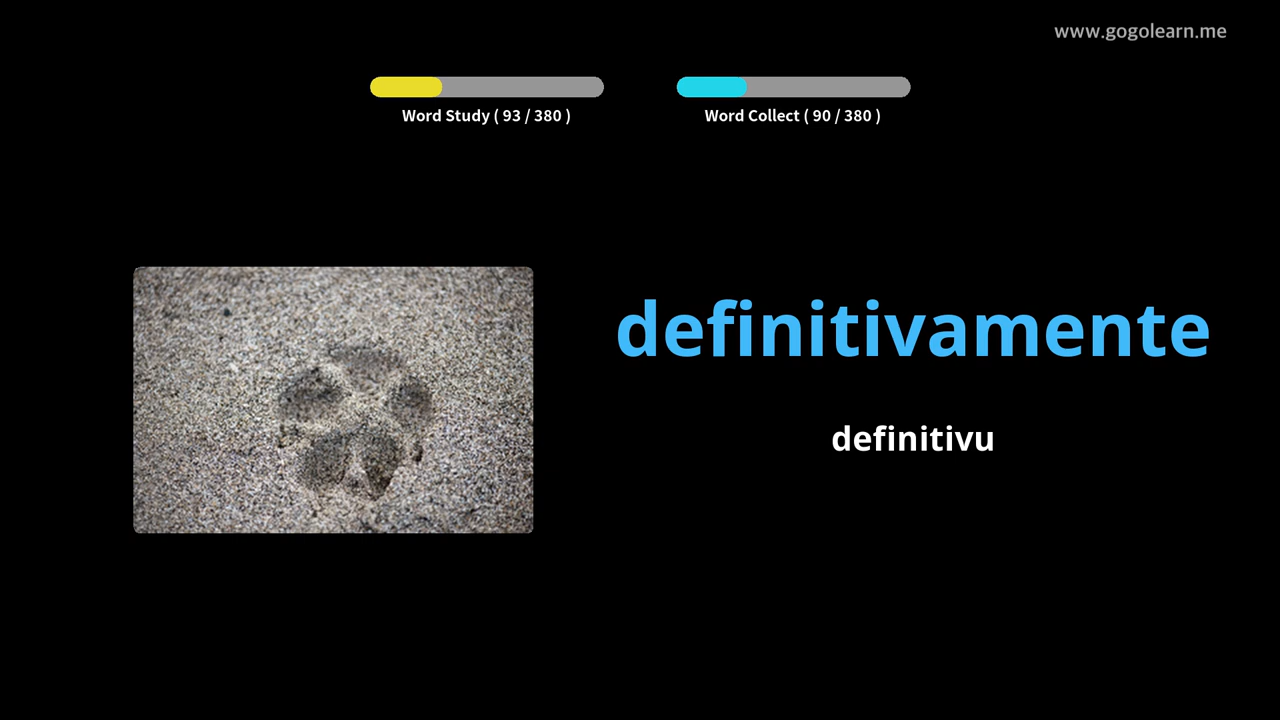 www.gogolearn.me
Word Study ( 93 / 380 )
Word Collect ( 90 / 380 )
definitivamente
definitivu